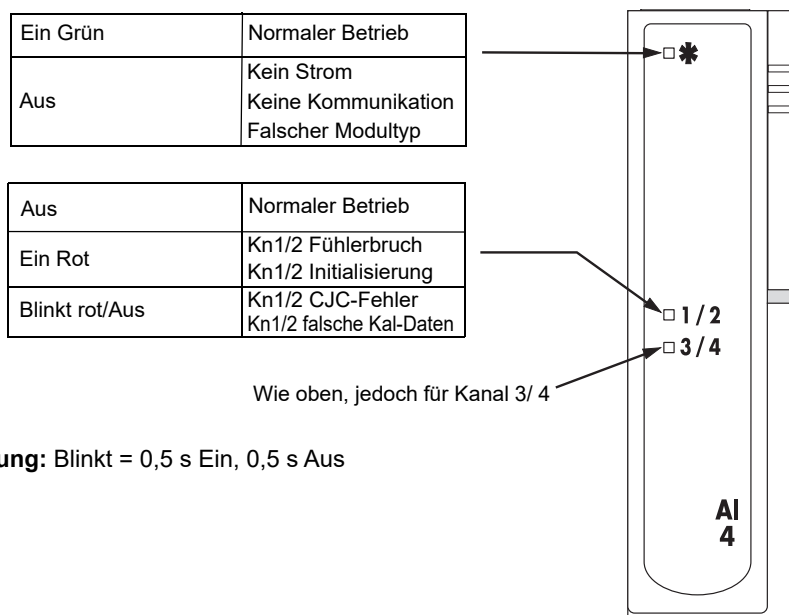 Ein Grün Normaler Betrieb
Aus
Kein Strom
Keine Kommunikation
Falscher Modultyp
✱
Aus Normaler Betrieb
Ein Rot
Kn1/2 Fühlerbruch
Kn1/2 Initialisierung
Blinkt rot/Aus
Kn1/2 CJC-Fehler
Kn1/2 falsche Kal-Daten
1/2
3/4
Wie oben, jedoch für Kanal 3/ 4
ung: Blinkt = 0,5 s Ein, 0,5 s Aus
AI
4